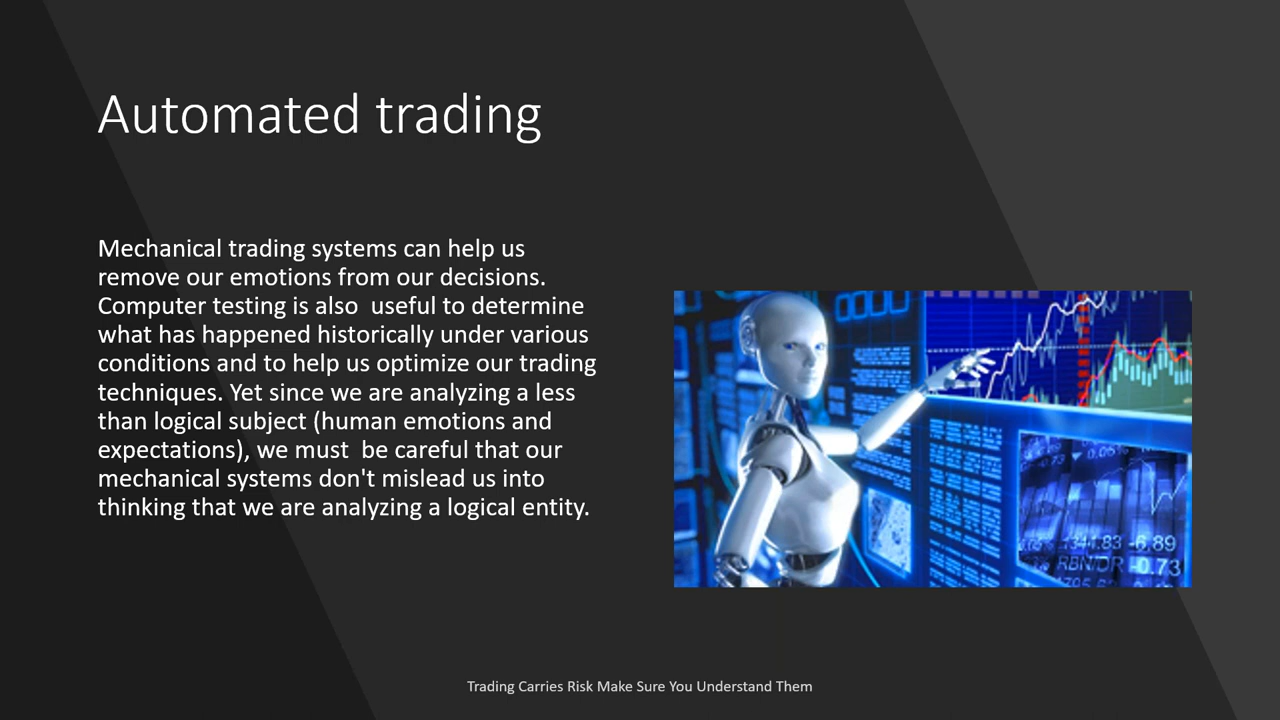 Automated trading
Mechanical trading systems can help us
remove our emotions from our decisions.
Computer testing is also  useful to determine
what has happened historically under various
conditions and to help us optimize our trading
techniques. Yet since we are analyzing a less
than logical subject (human emotions and
expectations), we must  be careful that our
mechanical systems don't mislead us into
thinking that we are analyzing a logical entity.
-6.89
RBN/DR -0.73
Trading Carries Risk Make Sure You Understand Them